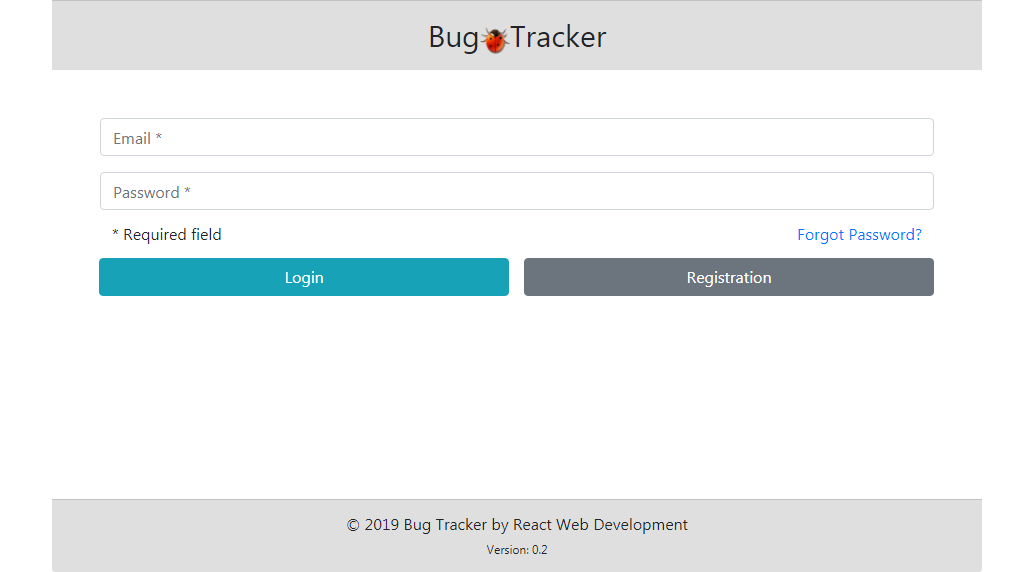 Bug Tracker
Email *
Password *
* Required field Forgot Password?
Login Registration
© 2019 Bug Tracker by React Web Development
Version: 0.2